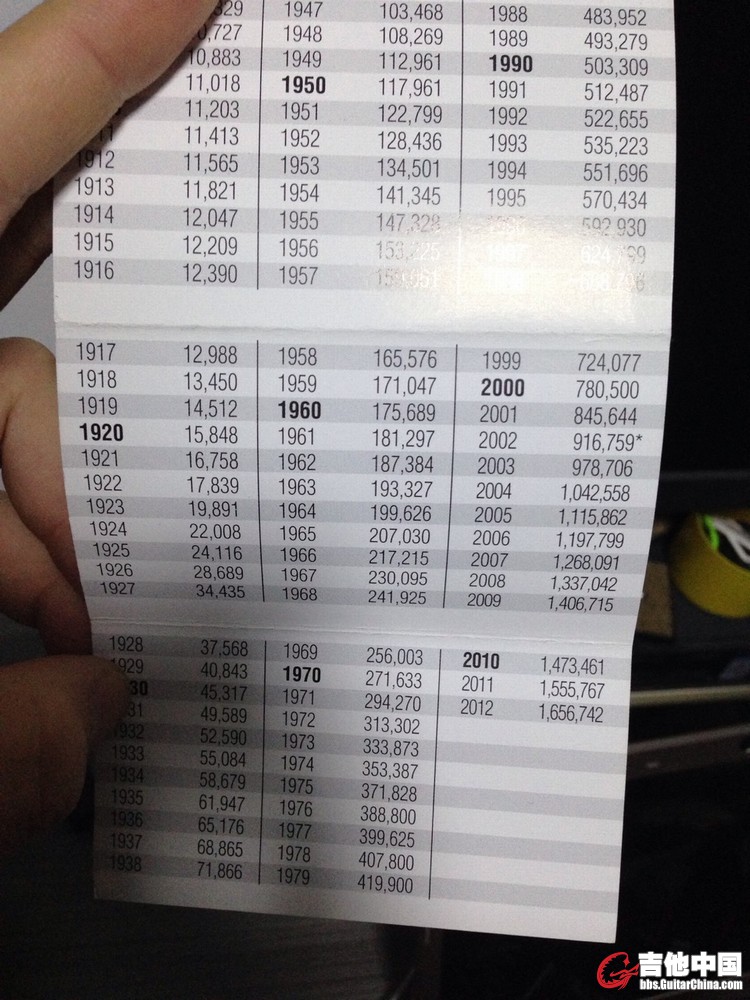 1947 103,468 1988 483,952
1948 108,269 1989 493,279
10,883 1949 112,961 1990 503,309
11,018 1950 117,961 1991 512,487
11,203 1951 122,799 1992 522,655
11,413 1952 128,436 1993 535,223
1912 11,565 1953 134,501 1994 551,696
1913 11,821 1954 141,345 1995 570,434
1914 12,047 1955 147,328 592,930
1915 12,209 1956
1916 12,390 1957
1917 12,988 1958 165,576 1999 724,077
1918 13,450 1959 171,047 2000 780,500
1919 14,512 1960 175,689 2001 845,644
1920 15,848 1961 181,297 2002 916,759*
1921 16,758 1962 187,384 2003 978,706
1922 17,839 1963 193,327 2004 1,042,558
1923 19,891 1964 199,626 2005 1,115,862
1924 22,008 1965 207,030 2006 1,197,799
1925 24,116 1966 217,215 2007 1,268,091
1926 28,689 1967 230,095 2008 1,337,042
1927 34,435 1968 241,925 2009 1,406,715
1928 37,568 1969 256,003 2010 1,473,461
1929 40,843 1970 271,633 2011 1,555,767
45,317 1971 294,270 2012 1,656,742
49,589 1972 313,302
1932 52,590 1973 333,873
1933 55,084 1974 353,387
1934 58,679 1975 371,828
1935 61,947 1976 388,800
1936 65,176 1977 399,625
1937 68,865 1978 407,800
1938 71,866 1979 419,900
吉他中国
bbs.GuitarChina.com